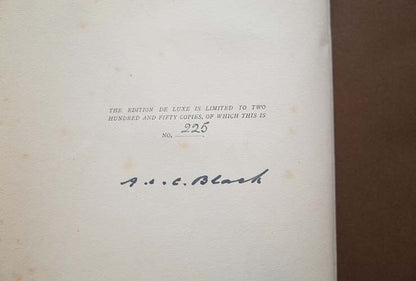 THE EDITION DE LUXE IS LIMITED TO TWO
HUNDRED AND FIFTY COPIES, OF WHICH THIS IS
NO. 225
A. & C. Black